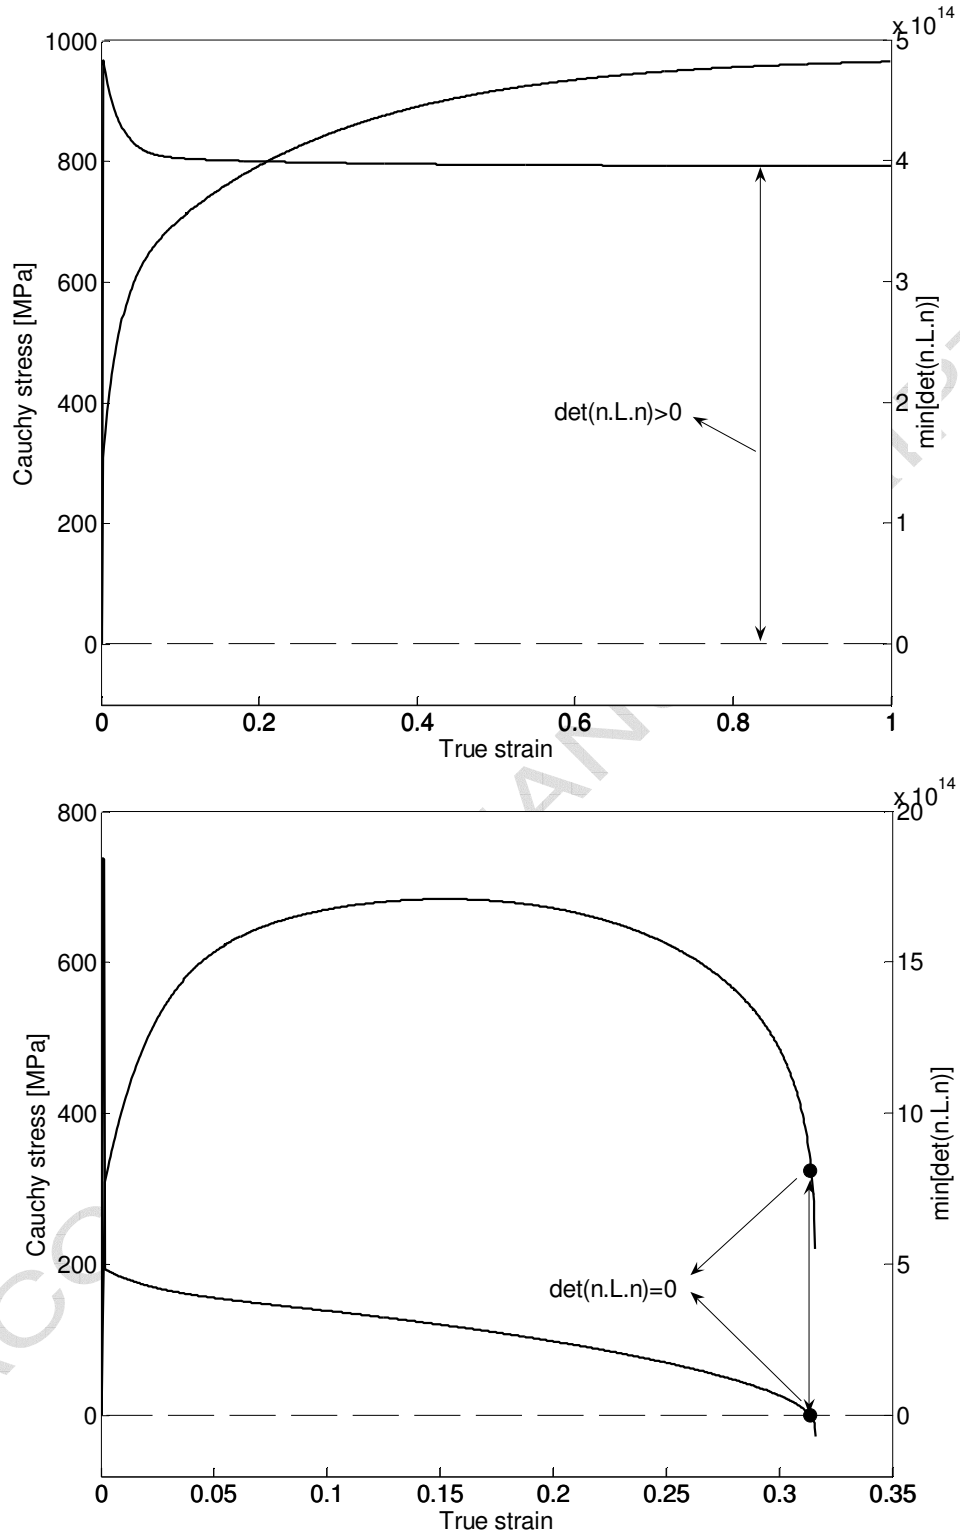 x 10^14
1000
800
600
400
200
0
5
4
3
2
1
0
Cauchy stress [MPa]
min[det(n.L.n)]
det(n.L.n)>0
0 0.2 0.4 0.6 0.8 1
True strain
x 10^14
800
600
400
200
0
20
15
10
5
0
Cauchy stress [MPa]
min[det(n.L.n)]
det(n.L.n)=0
0 0.05 0.1 0.15 0.2 0.25 0.3 0.35
True strain